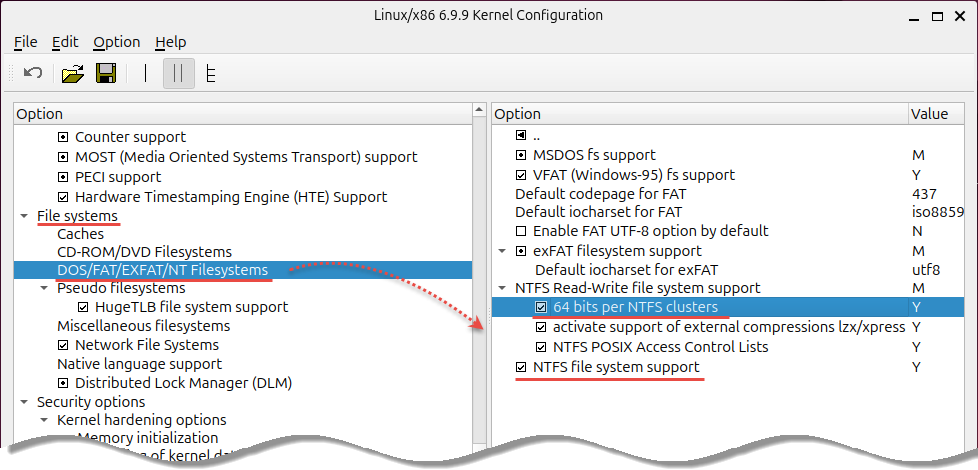 Linux/x86 6.9.9 Kernel Configuration
File Edit Option Help
Option
Counter support
MOST (Media Oriented Systems Transport) support
PECI support
Hardware Timestamping Engine (HTE) Support
File systems
Caches
CD-ROM/DVD Filesystems
DOS/FAT/EXFAT/NT Filesystems
Pseudo filesystems
HugeTLB file system support
Miscellaneous filesystems
Network File Systems
Native language support
Distributed Lock Manager (DLM)
Security options
Kernel hardening options
Memory initialization
of kernel dat
Option Value
..
MSDOS fs support M
VFAT (Windows-95) fs support Y
Default codepage for FAT 437
Default iocharset for FAT iso8859
Enable FAT UTF-8 option by default N
exFAT filesystem support M
Default iocharset for exFAT utf8
NTFS Read-Write file system support M
64 bits per NTFS clusters Y
activate support of external compressions lzx/xpress Y
NTFS POSIX Access Control Lists Y
NTFS file system support Y